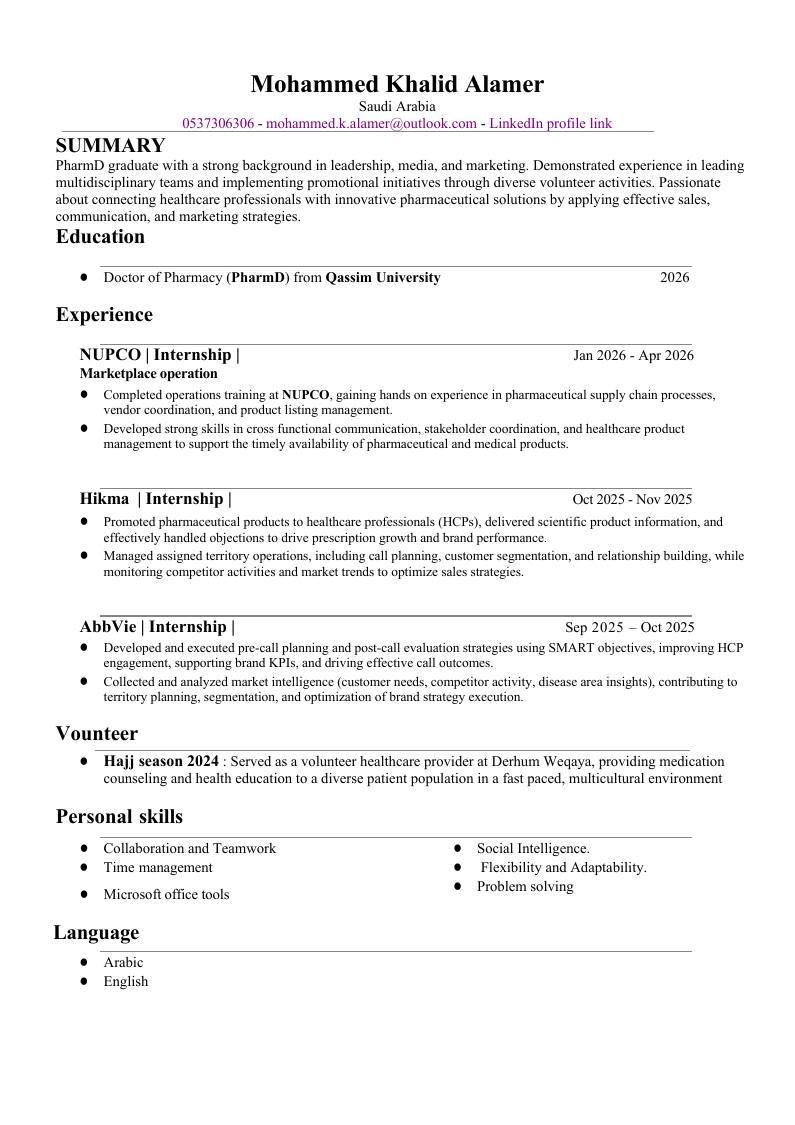 Mohammed Khalid Alamer
Saudi Arabia
0537306306 - mohammed.k.alamer@outlook.com - LinkedIn profile link
SUMMARY
PharmD graduate with a strong background in leadership, media, and marketing. Demonstrated experience in leading
multidisciplinary teams and implementing promotional initiatives through diverse volunteer activities. Passionate
about connecting healthcare professionals with innovative pharmaceutical solutions by applying effective sales,
communication, and marketing strategies.
Education
● Doctor of Pharmacy (PharmD) from Qassim University 2026
Experience
NUPCO | Internship | Jan 2026 - Apr 2026
Marketplace operation
● Completed operations training at NUPCO, gaining hands on experience in pharmaceutical supply chain processes,
vendor coordination, and product listing management.
● Developed strong skills in cross functional communication, stakeholder coordination, and healthcare product
management to support the timely availability of pharmaceutical and medical products.
Hikma | Internship | Oct 2025 - Nov 2025
● Promoted pharmaceutical products to healthcare professionals (HCPs), delivered scientific product information, and
effectively handled objections to drive prescription growth and brand performance.
● Managed assigned territory operations, including call planning, customer segmentation, and relationship building, while
monitoring competitor activities and market trends to optimize sales strategies.
AbbVie | Internship | Sep 2025 – Oct 2025
● Developed and executed pre-call planning and post-call evaluation strategies using SMART objectives, improving HCP
engagement, supporting brand KPIs, and driving effective call outcomes.
● Collected and analyzed market intelligence (customer needs, competitor activity, disease area insights), contributing to
territory planning, segmentation, and optimization of brand strategy execution.
Vounteer
● Hajj season 2024 : Served as a volunteer healthcare provider at Derhum Weqaya, providing medication
counseling and health education to a diverse patient population in a fast paced, multicultural environment
Personal skills
● Collaboration and Teamwork
● Time management
● Microsoft office tools
● Social Intelligence.
● Flexibility and Adaptability.
● Problem solving
Language
● Arabic
● English